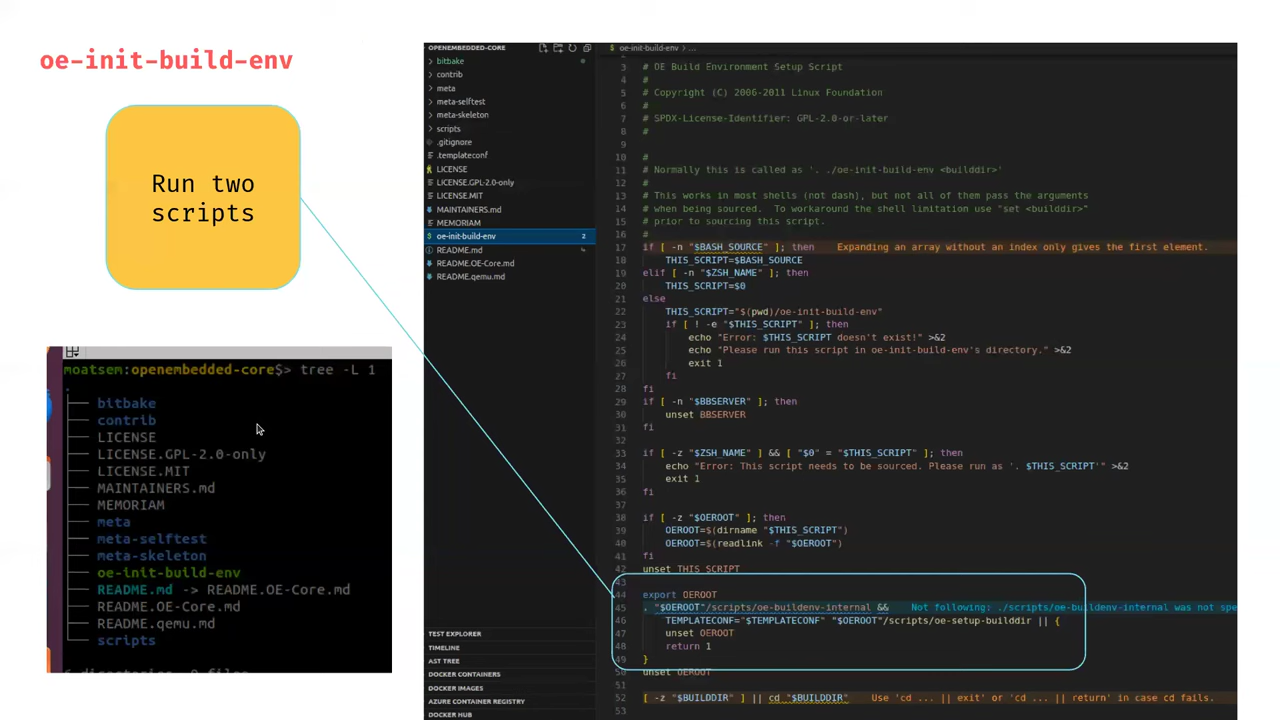 oe-init-build-env
Run two
scripts
moatsem:openembedded-core$> tree -L 1
.
├── bitbake
├── contrib
├── LICENSE
├── LICENSE.GPL-2.0-only
├── LICENSE.MIT
├── MAINTAINERS.md
├── MEMORIAM
├── meta
├── meta-selftest
├── meta-skeleton
├── oe-init-build-env
├── README.md -> README.OE-Core.md
├── README.OE-Core.md
├── README.qemu.md
└── scripts
OPENEMBEDDED-CORE
bitbake
contrib
meta
meta-selftest
meta-skeleton
scripts
.gitignore
.templateconf
LICENSE
LICENSE.GPL-2.0-only
LICENSE.MIT
MAINTAINERS.md
MEMORIAM
oe-init-build-env 2
README.md
README.OE-Core.md
README.qemu.md
TEST EXPLORER
TIMELINE
AST TREE
DOCKER CONTAINERS
DOCKER IMAGES
AZURE CONTAINER REGISTRY
DOCKER HUB
$ oe-init-build-env > ...
3 # OE Build Environment Setup Script
4 #
5 # Copyright (C) 2006-2011 Linux Foundation
6 #
7 # SPDX-License-Identifier: GPL-2.0-or-later
8 #
9
10 #
11 # Normally this is called as '. ./oe-init-build-env <builddir>'
12 #
13 # This works in most shells (not dash), but not all of them pass the arguments
14 # when being sourced. To workaround the shell limitation use "set <builddir>"
15 # prior to sourcing this script.
16 #
17 if [ -n "$BASH_SOURCE" ]; then Expanding an array without an index only gives the first element.
18 THIS_SCRIPT=$BASH_SOURCE
19 elif [ -n "$ZSH_NAME" ]; then
20 THIS_SCRIPT=$0
21 else
22 THIS_SCRIPT="$(pwd)/oe-init-build-env"
23 if [ ! -e "$THIS_SCRIPT" ]; then
24 echo "Error: $THIS_SCRIPT doesn't exist!" >&2
25 echo "Please run this script in oe-init-build-env's directory." >&2
26 exit 1
27 fi
28 fi
29 if [ -n "$BBSERVER" ]; then
30 unset BBSERVER
31 fi
32
33 if [ -z "$ZSH_NAME" ] && [ "$0" = "$THIS_SCRIPT" ]; then
34 echo "Error: This script needs to be sourced. Please run as '. $THIS_SCRIPT'" >&2
35 exit 1
36 fi
37
38 if [ -z "$OEROOT" ]; then
39 OEROOT=$(dirname "$THIS_SCRIPT")
40 OEROOT=$(readlink -f "$OEROOT")
41 fi
42 unset THIS_SCRIPT
43
44 export OEROOT
45 . "$OEROOT"/scripts/oe-buildenv-internal && Not following: ./scripts/oe-buildenv-internal was not spe
46 TEMPLATECONF="$TEMPLATECONF" "$OEROOT"/scripts/oe-setup-builddir || {
47 unset OEROOT
48 return 1
49 }
50 unset OEROOT
51
52 [ -z "$BUILDDIR" ] || cd "$BUILDDIR" Use 'cd ... || exit' or 'cd ... || return' in case cd fails.
53